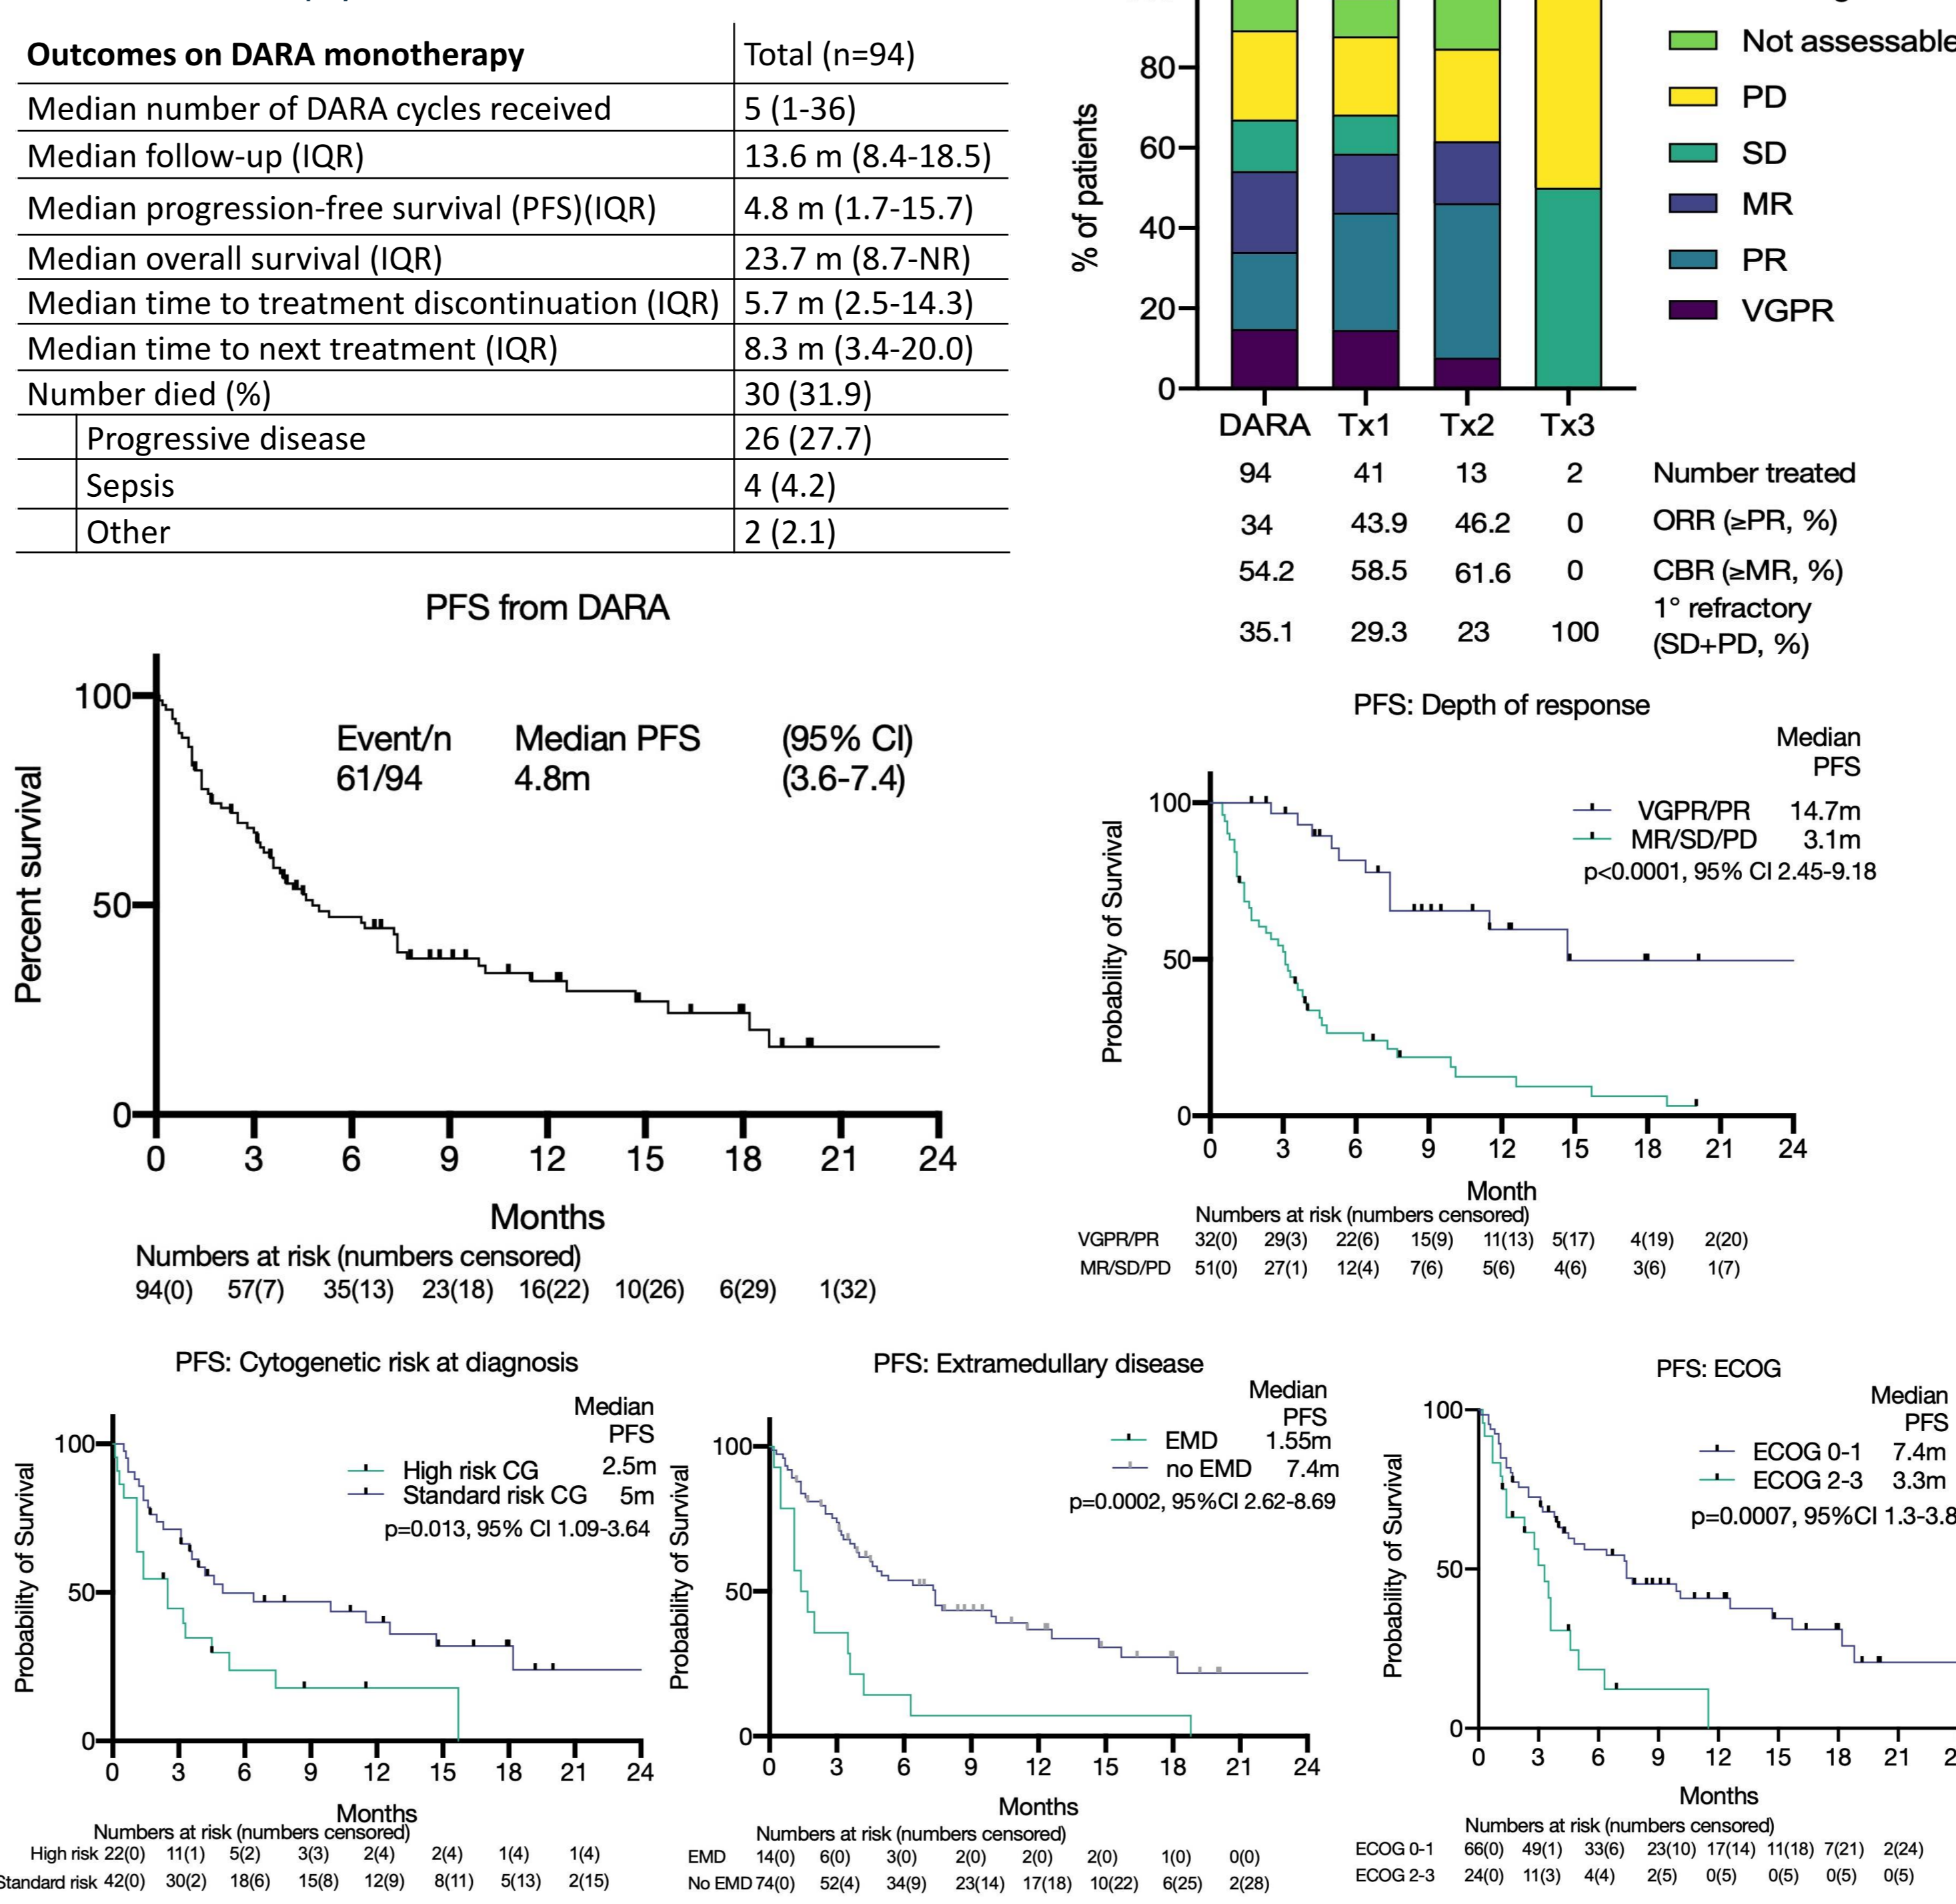 Outcomes on DARA monotherapy Total (n=94)
Median number of DARA cycles received 5 (1-36)
Median follow-up (IQR) 13.6 m (8.4-18.5)
Median progression-free survival (PFS)(IQR) 4.8 m (1.7-15.7)
Median overall survival (IQR) 23.7 m (8.7-NR)
Median time to treatment discontinuation (IQR) 5.7 m (2.5-14.3)
Median time to next treatment (IQR) 8.3 m (3.4-20.0)
Number died (%) 30 (31.9)
Progressive disease 26 (27.7)
Sepsis 4 (4.2)
Other 2 (2.1)
% of patients
80
60
40
20
0
DARA Tx1 Tx2 Tx3
Not assessable
PD
SD
MR
PR
VGPR
94 41 13 2 Number treated
34 43.9 46.2 0 ORR (≥PR, %)
54.2 58.5 61.6 0 CBR (≥MR, %)
1° refractory
35.1 29.3 23 100 (SD+PD, %)
PFS from DARA
Percent survival
100
50
0
Event/n Median PFS (95% CI)
61/94 4.8m (3.6-7.4)
0 3 6 9 12 15 18 21 24
Months
Numbers at risk (numbers censored)
94(0) 57(7) 35(13) 23(18) 16(22) 10(26) 6(29) 1(32)
PFS: Depth of response
Median
PFS
VGPR/PR 14.7m
MR/SD/PD 3.1m
p<0.0001, 95% CI 2.45-9.18
Probability of Survival
100
50
0
0 3 6 9 12 15 18 21 24
Month
Numbers at risk (numbers censored)
VGPR/PR 32(0) 29(3) 22(6) 15(9) 11(13) 5(17) 4(19) 2(20)
MR/SD/PD 51(0) 27(1) 12(4) 7(6) 5(6) 4(6) 3(6) 1(7)
PFS: Cytogenetic risk at diagnosis
Median
PFS
High risk CG 2.5m
Standard risk CG 5m
p=0.013, 95% CI 1.09-3.64
Probability of Survival
100
50
0
0 3 6 9 12 15 18 21 24
Months
Numbers at risk (numbers censored)
High risk 22(0) 11(1) 5(2) 3(3) 2(4) 2(4) 1(4) 1(4)
Standard risk 42(0) 30(2) 18(6) 15(8) 12(9) 8(11) 5(13) 2(15)
PFS: Extramedullary disease
Median
PFS
EMD 1.55m
no EMD 7.4m
p=0.0002, 95%CI 2.62-8.69
Probability of Survival
100
50
0
0 3 6 9 12 15 18 21 24
Months
Numbers at risk (numbers censored)
EMD 14(0) 6(0) 3(0) 2(0) 2(0) 2(0) 1(0) 0(0)
No EMD 74(0) 52(4) 34(9) 23(14) 17(18) 10(22) 6(25) 2(28)
PFS: ECOG
Median
PFS
ECOG 0-1 7.4m
ECOG 2-3 3.3m
p=0.0007, 95%CI 1.3-3.8
Probability of Survival
100
50
0
0 3 6 9 12 15 18 21 2
Months
Numbers at risk (numbers censored)
ECOG 0-1 66(0) 49(1) 33(6) 23(10) 17(14) 11(18) 7(21) 2(24)
ECOG 2-3 24(0) 11(3) 4(4) 2(5) 0(5) 0(5) 0(5) 0(5)